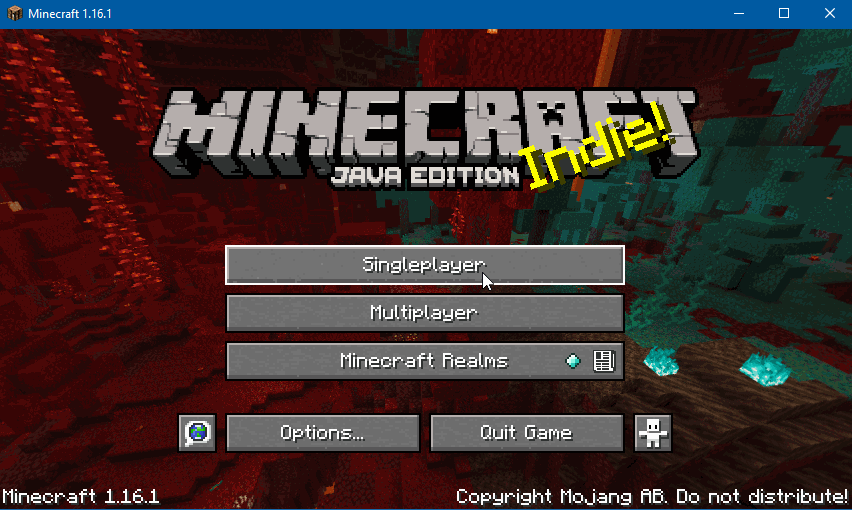 Minecraft 1.16.1
MINECRAFT
JAVA EDITION
Indie!
Singleplayer
Multiplayer
Minecraft Realms
Options...
Quit Game
Minecraft 1.16.1
Copyright Mojang AB. Do not distribute!